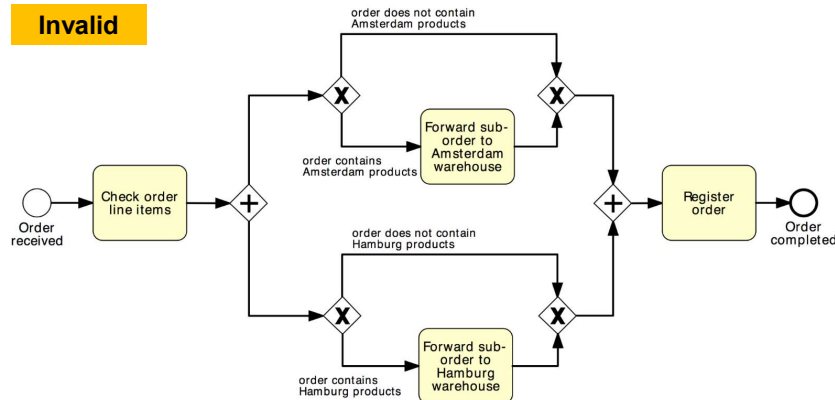 Invalid
order does not contain
Amsterdam products
Forward sub-
order to
Amsterdam
warehouse
order contains
Amsterdam products
Check order
line items
Register
order
Order
received
Order
completed
order does not contain
Hamburg products
Forward sub-
order to
Hamburg
warehouse
order contains
Hamburg products